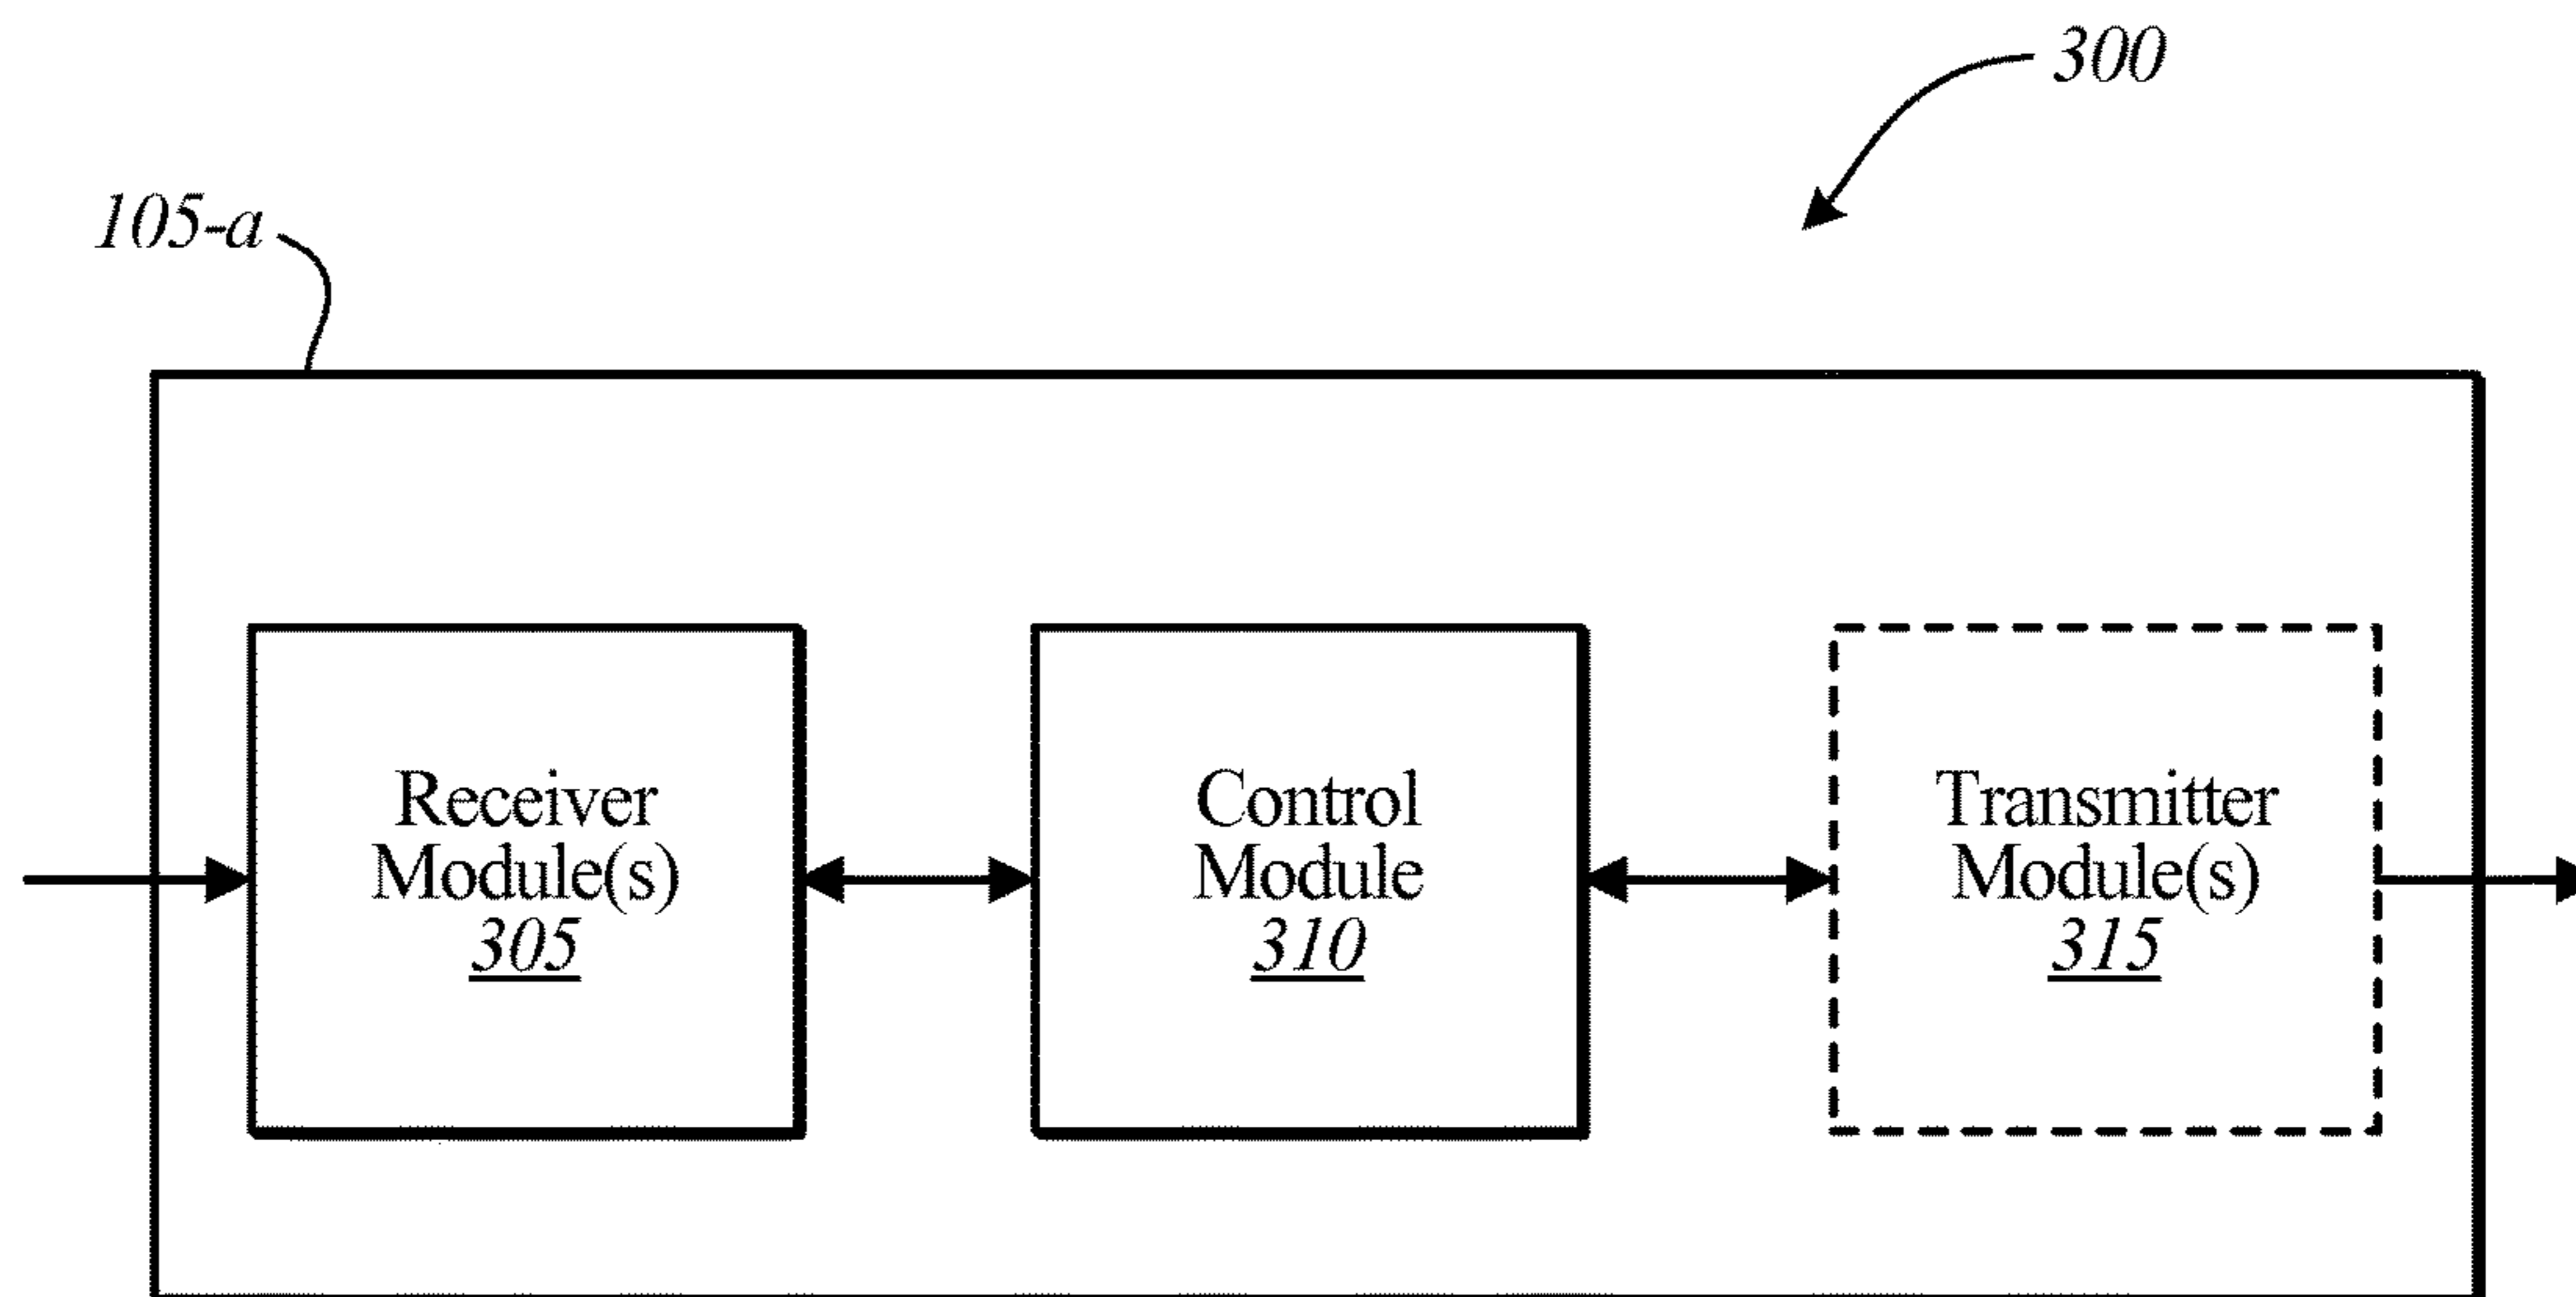 300
105-a
Receiver
Module(s)
305
Control
Module
310
Transmitter
Module(s)
315